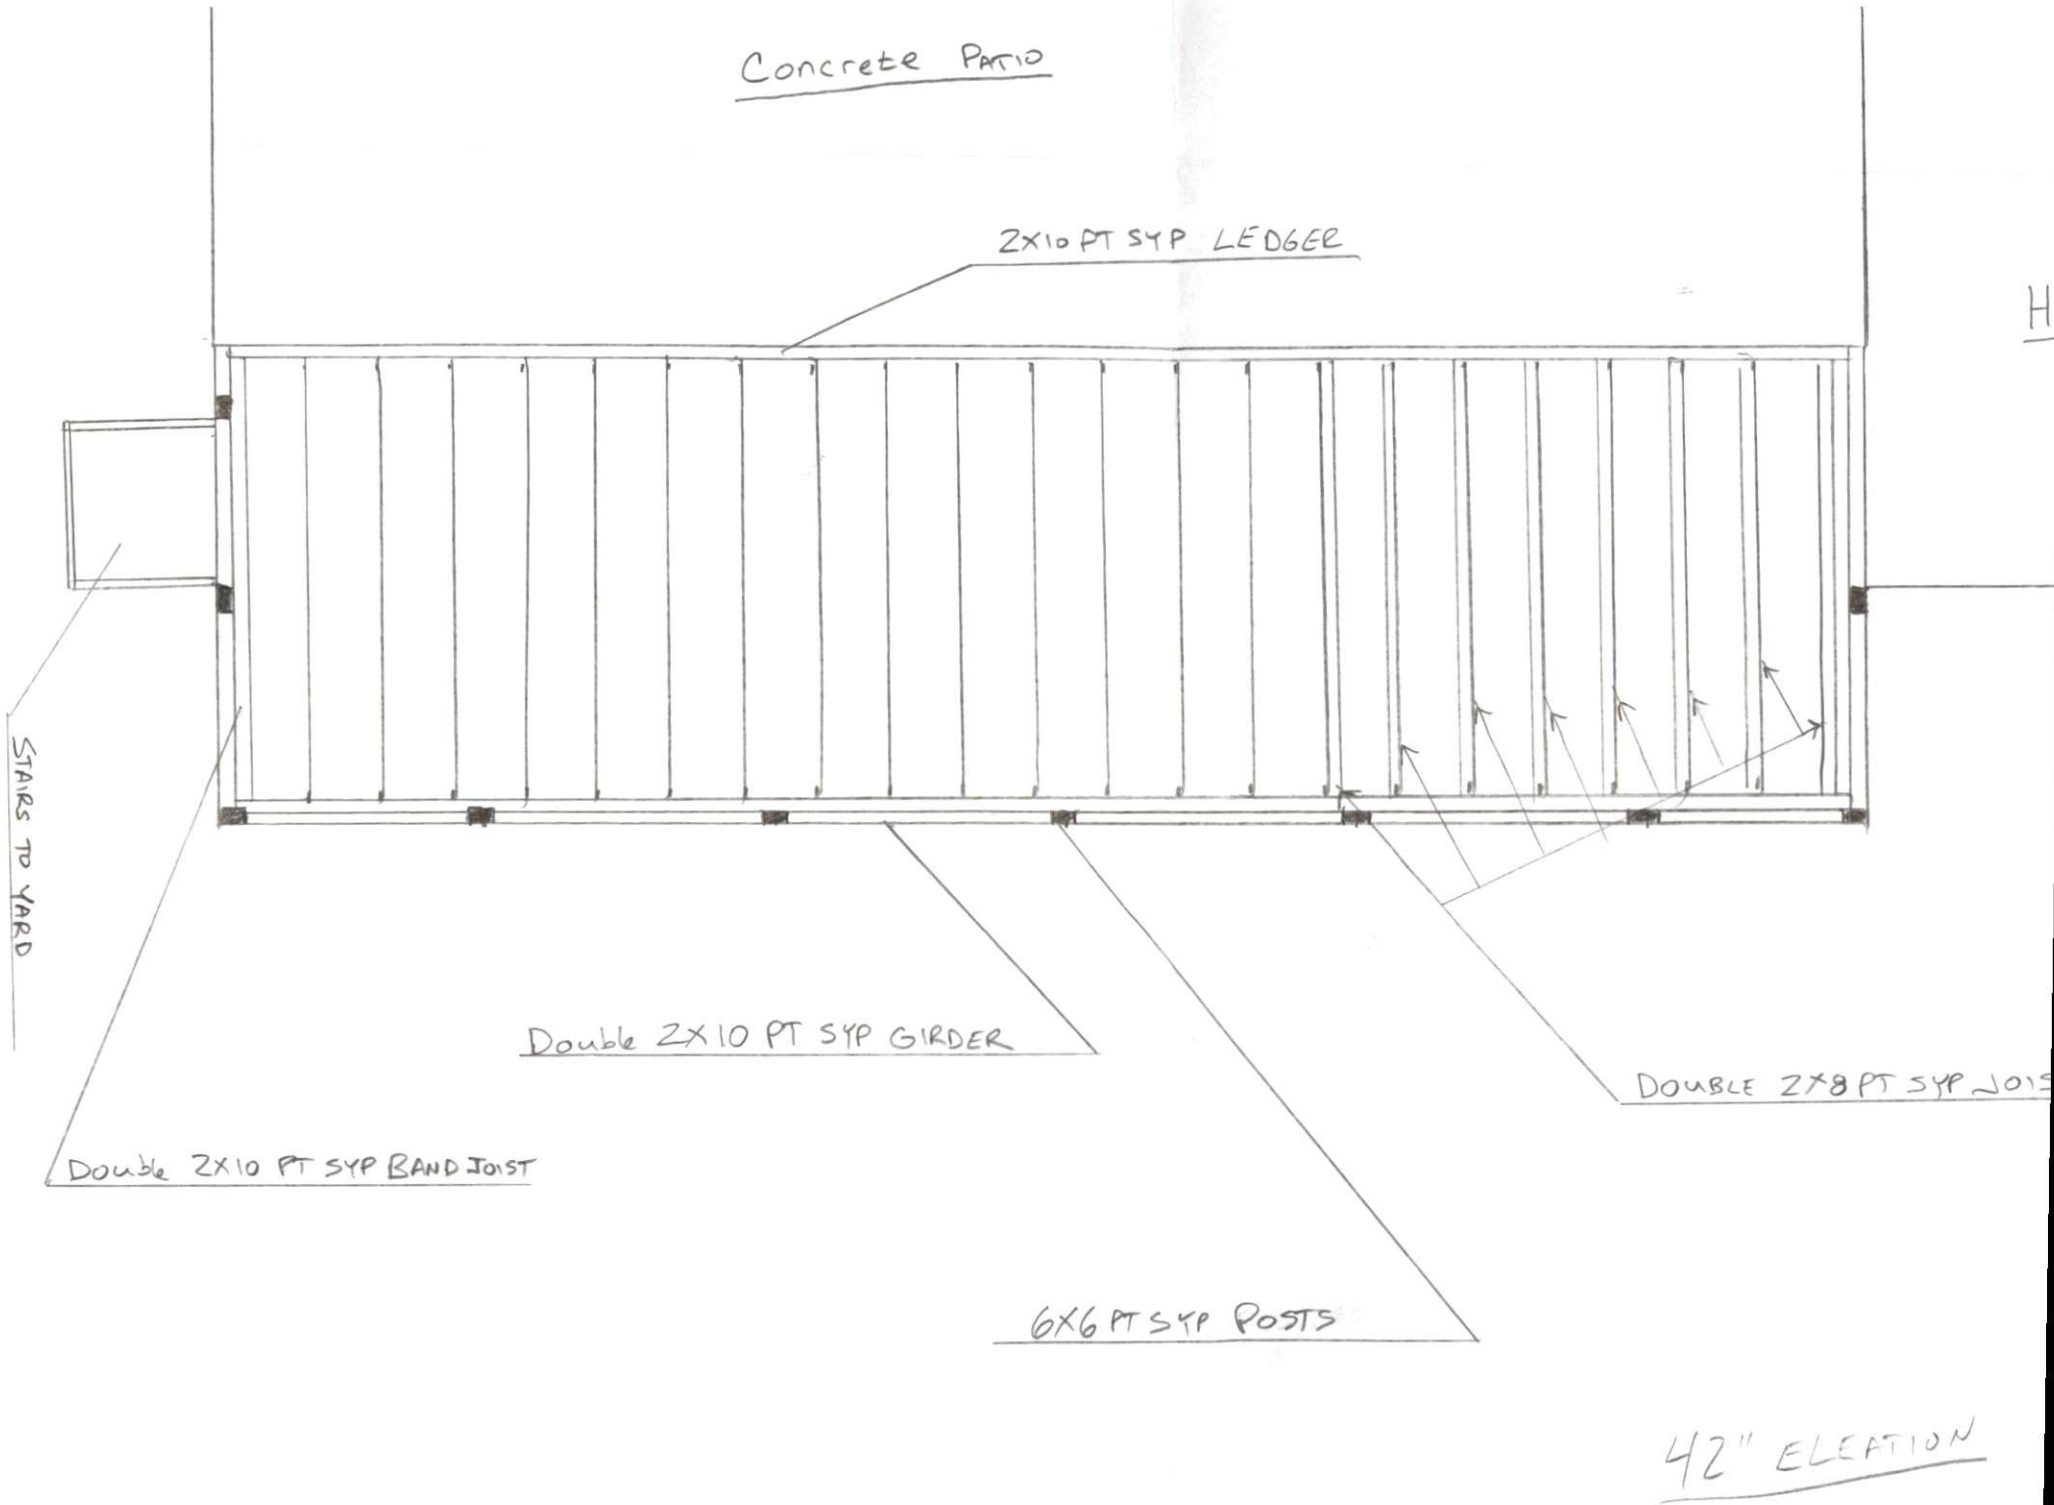 Concrete PATIO
2X10 PT SYP LEDGER
H
STAIRS TO YARD
Double 2X10 PT SYP GIRDER
DOUBLE 2X8 PT SYP JOIS
Double 2X10 PT SYP BAND JOIST
6X6 PT SYP POSTS
42" ELEATION